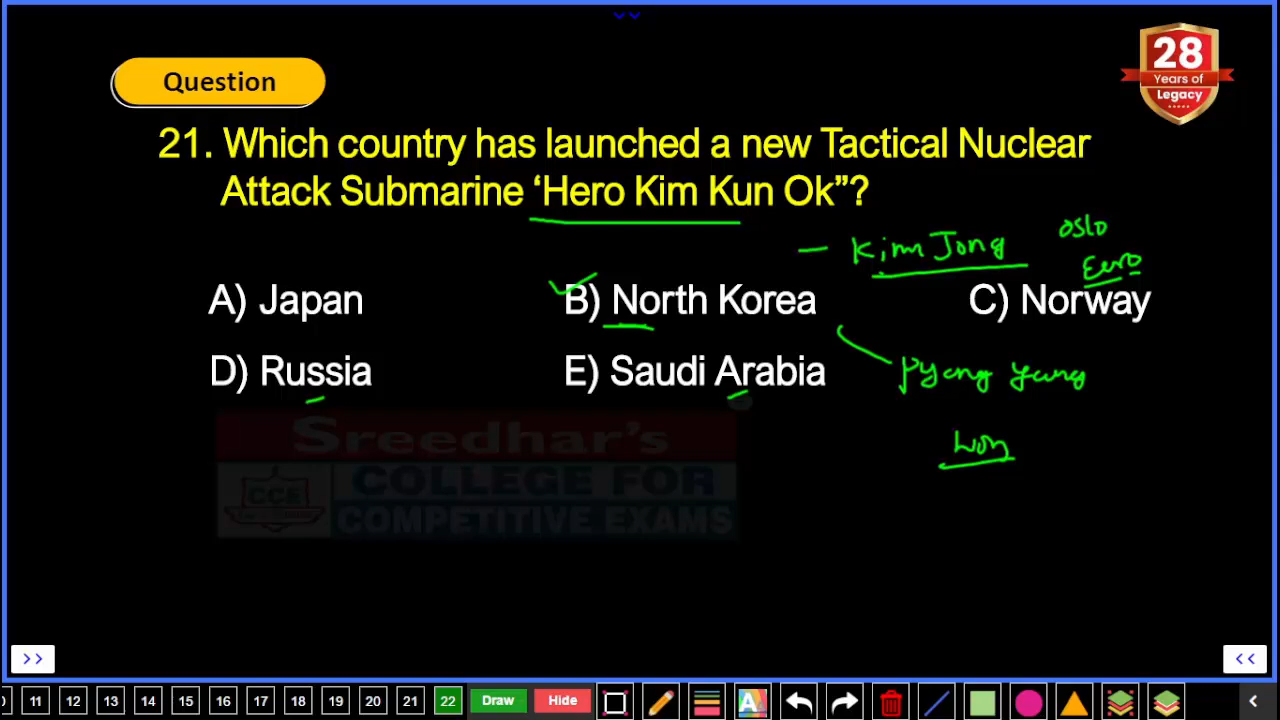 28
Years of
Legacy
Question
21. Which country has launched a new Tactical Nuclear
Attack Submarine ‘Hero Kim Kun Ok”?
– Kim Jong
Oslo
Euro
A) Japan B) North Korea C) Norway
D) Russia E) Saudi Arabia
Pyong yang
Won
Sreedhar's
CCE
COLLEGE FOR
COMPETITIVE EXAMS
>> <<
11 12 13 14 15 16 17 18 19 20 21 22 Draw Hide A